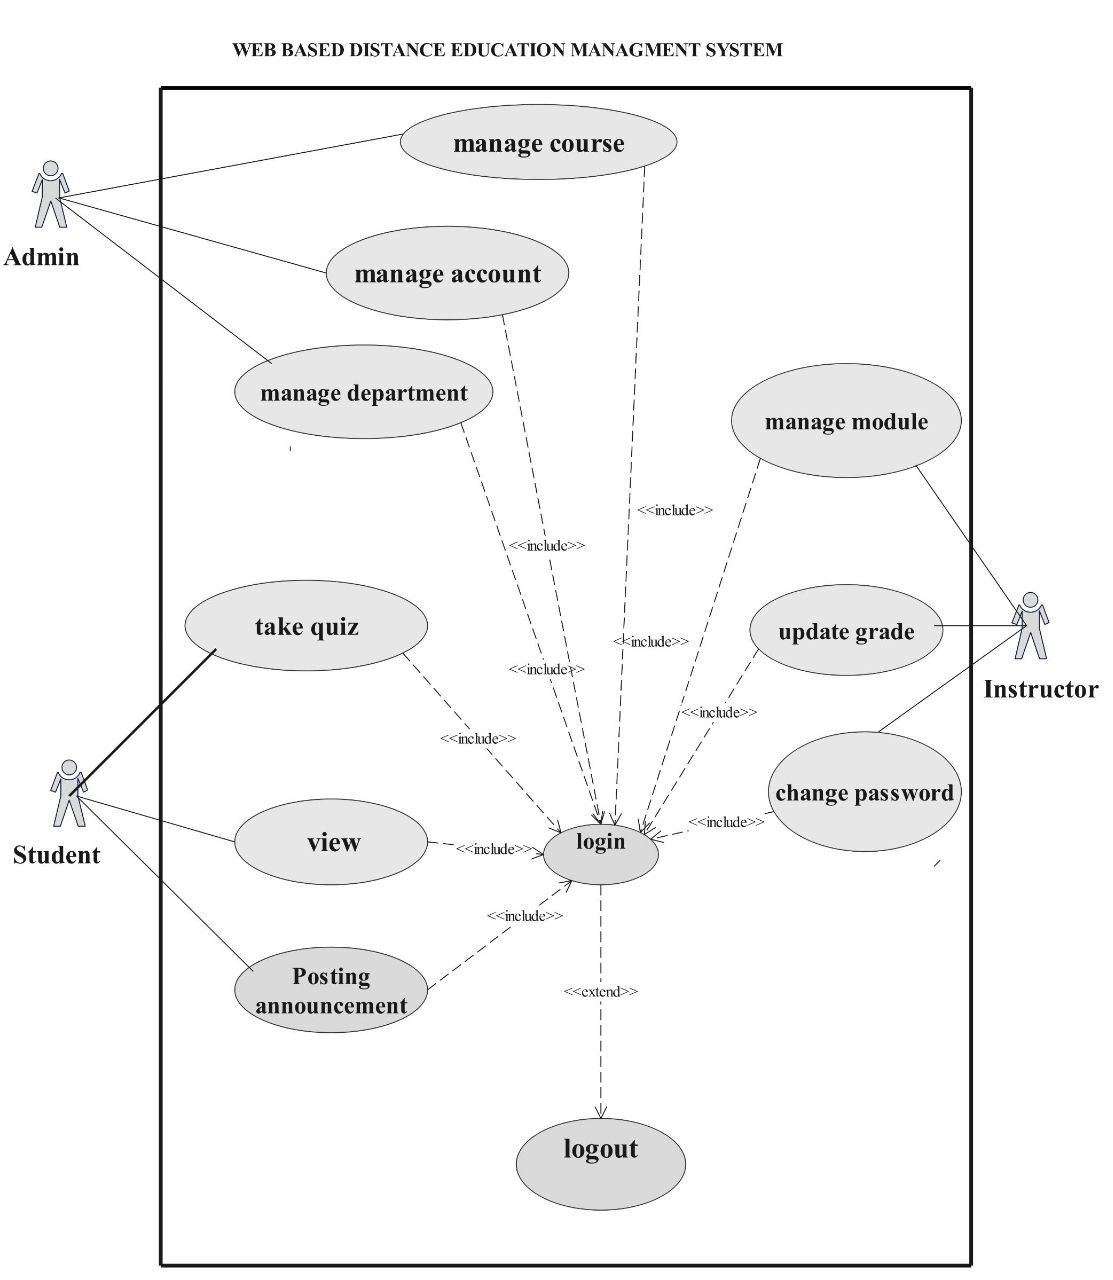 WEB BASED DISTANCE EDUCATION MANAGMENT SYSTEM
manage course
Admin
manage account
manage department
manage module
<<include>>
<<include>>
take quiz
update grade
<<include>>
<<include>>
Instructor
<<include>>
<<include>>
change password
<<include>>
login
view
<<include>>
Student
<<include>>
Posting
announcement
<<extend>>
logout